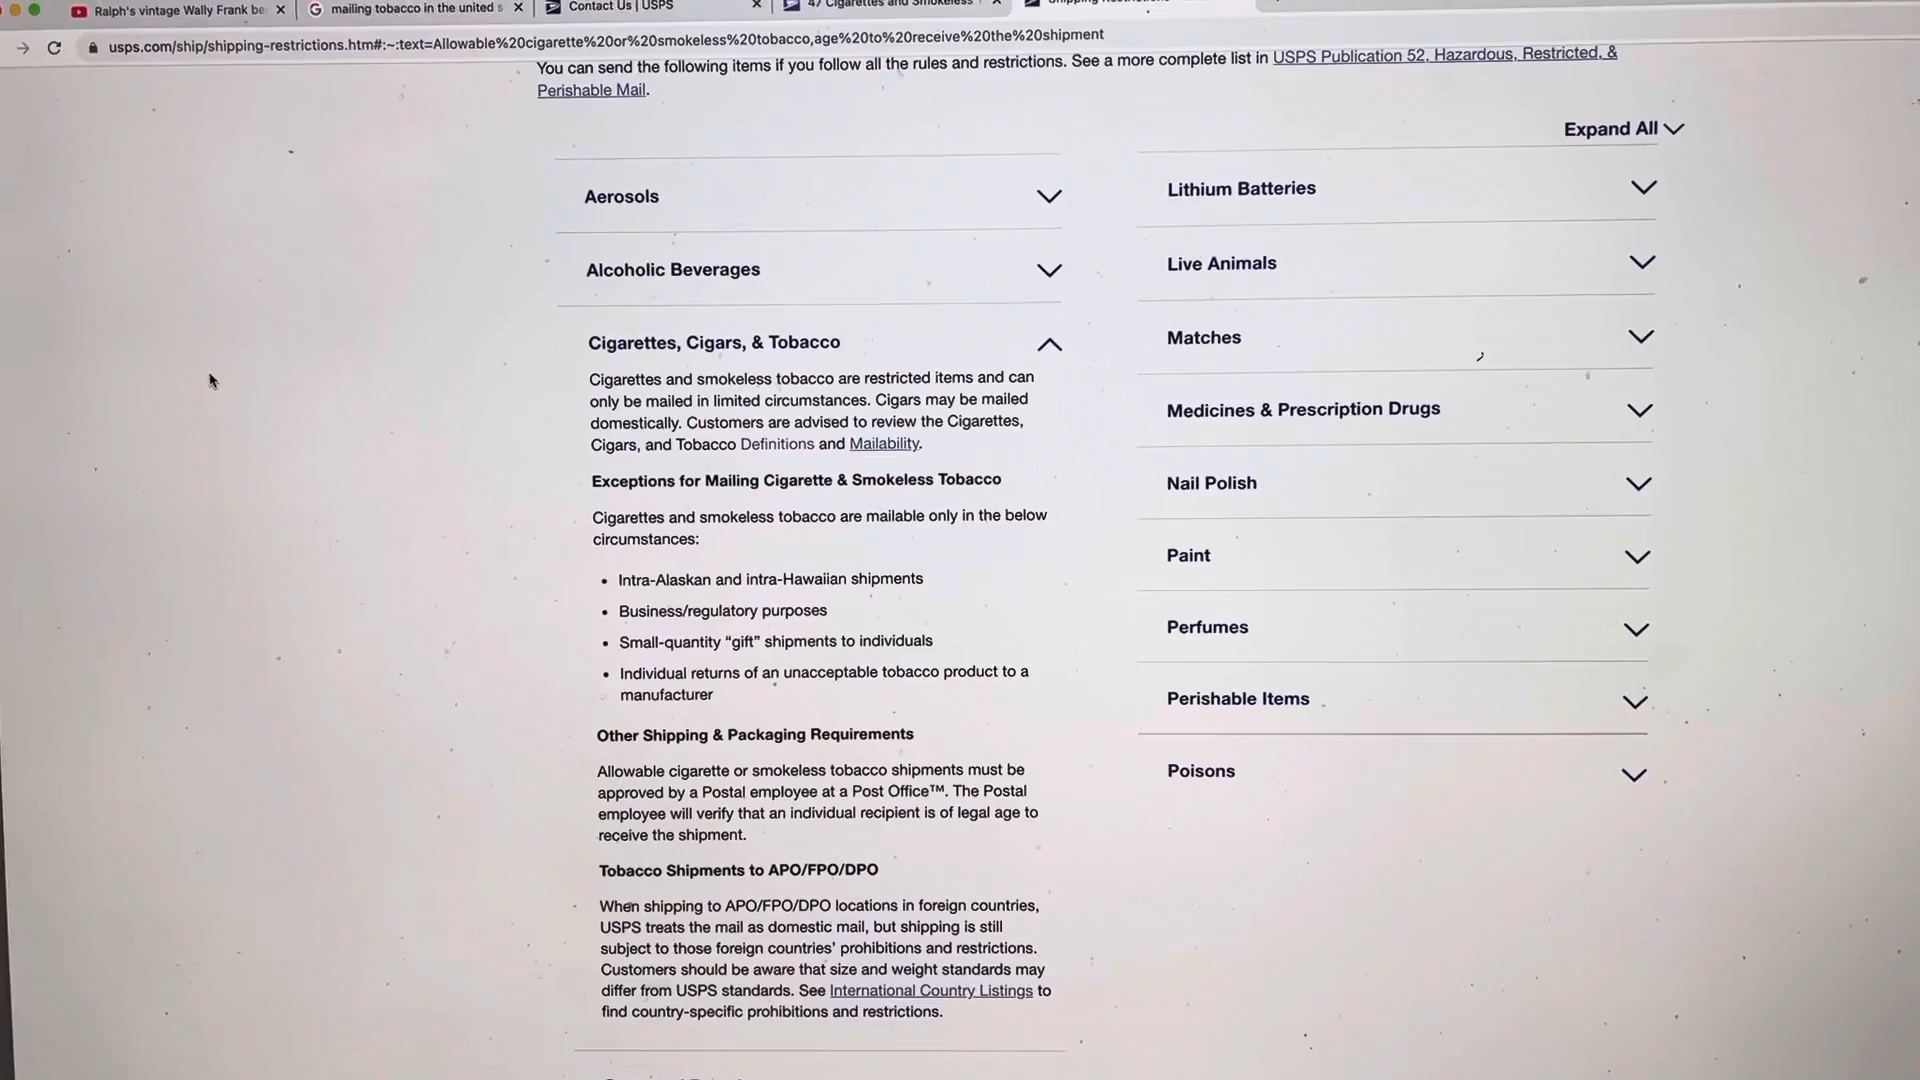 Ralph's vintage Wally Frank be
mailing tobacco in the united s
Contact Us | USPS
47 Cigarettes and Smokeless
usps.com/ship/shipping-restrictions.htm#:~:text=Allowable%20cigarette%20or%20smokeless%20tobacco,age%20to%20receive%20the%20shipment
You can send the following items if you follow all the rules and restrictions. See a more complete list in USPS Publication 52, Hazardous, Restricted, &
Perishable Mail.
Expand All
Aerosols
Alcoholic Beverages
Cigarettes, Cigars, & Tobacco
Cigarettes and smokeless tobacco are restricted items and can
only be mailed in limited circumstances. Cigars may be mailed
domestically. Customers are advised to review the Cigarettes,
Cigars, and Tobacco Definitions and Mailability.
Exceptions for Mailing Cigarette & Smokeless Tobacco
Cigarettes and smokeless tobacco are mailable only in the below
circumstances:
• Intra-Alaskan and intra-Hawaiian shipments
• Business/regulatory purposes
• Small-quantity “gift” shipments to individuals
• Individual returns of an unacceptable tobacco product to a
manufacturer
Other Shipping & Packaging Requirements
Allowable cigarette or smokeless tobacco shipments must be
approved by a Postal employee at a Post Office™. The Postal
employee will verify that an individual recipient is of legal age to
receive the shipment.
Tobacco Shipments to APO/FPO/DPO
When shipping to APO/FPO/DPO locations in foreign countries,
USPS treats the mail as domestic mail, but shipping is still
subject to those foreign countries’ prohibitions and restrictions.
Customers should be aware that size and weight standards may
differ from USPS standards. See International Country Listings to
find country-specific prohibitions and restrictions.
Lithium Batteries
Live Animals
Matches
Medicines & Prescription Drugs
Nail Polish
Paint
Perfumes
Perishable Items
Poisons